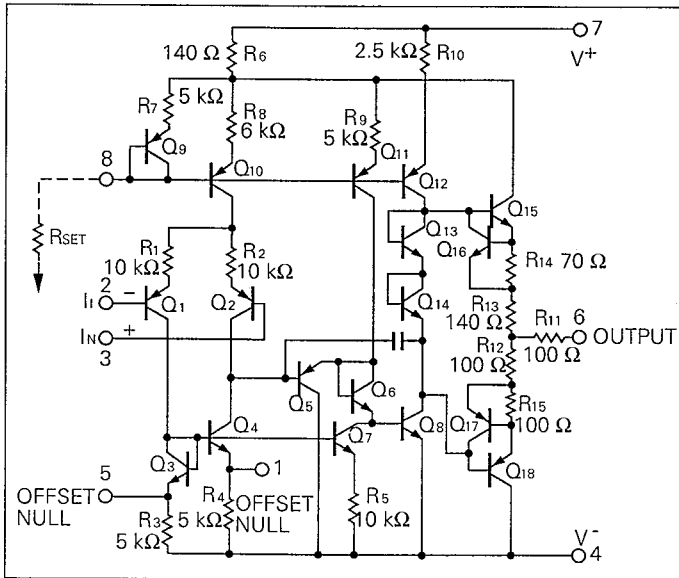 7
V+
140 Ω R6
2.5 kΩ R10
R7 5 kΩ
R8 6 kΩ
R9 5 kΩ
Q9
Q10
Q11
Q12
8
RSET
Q13
Q15
Q16
R14 70 Ω
R1 10 kΩ
R2 10 kΩ
2
II −
Q1
Q2
Q14
R13 140 Ω
R11 100 Ω
6 OUTPUT
IN +
3
R12 100 Ω
Q5
Q6
R15 100 Ω
Q17
Q3
Q4
Q7
Q8
Q18
5
OFFSET NULL
1
OFFSET NULL
R3 5 kΩ
R4 5 kΩ
R5 10 kΩ
V-
4